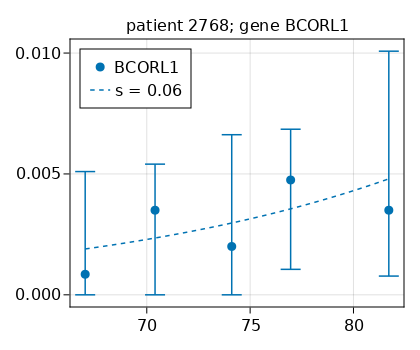 patient 2768; gene BCORL1
0.010
BCORL1
s = 0.06
0.005
0.000
70 75 80